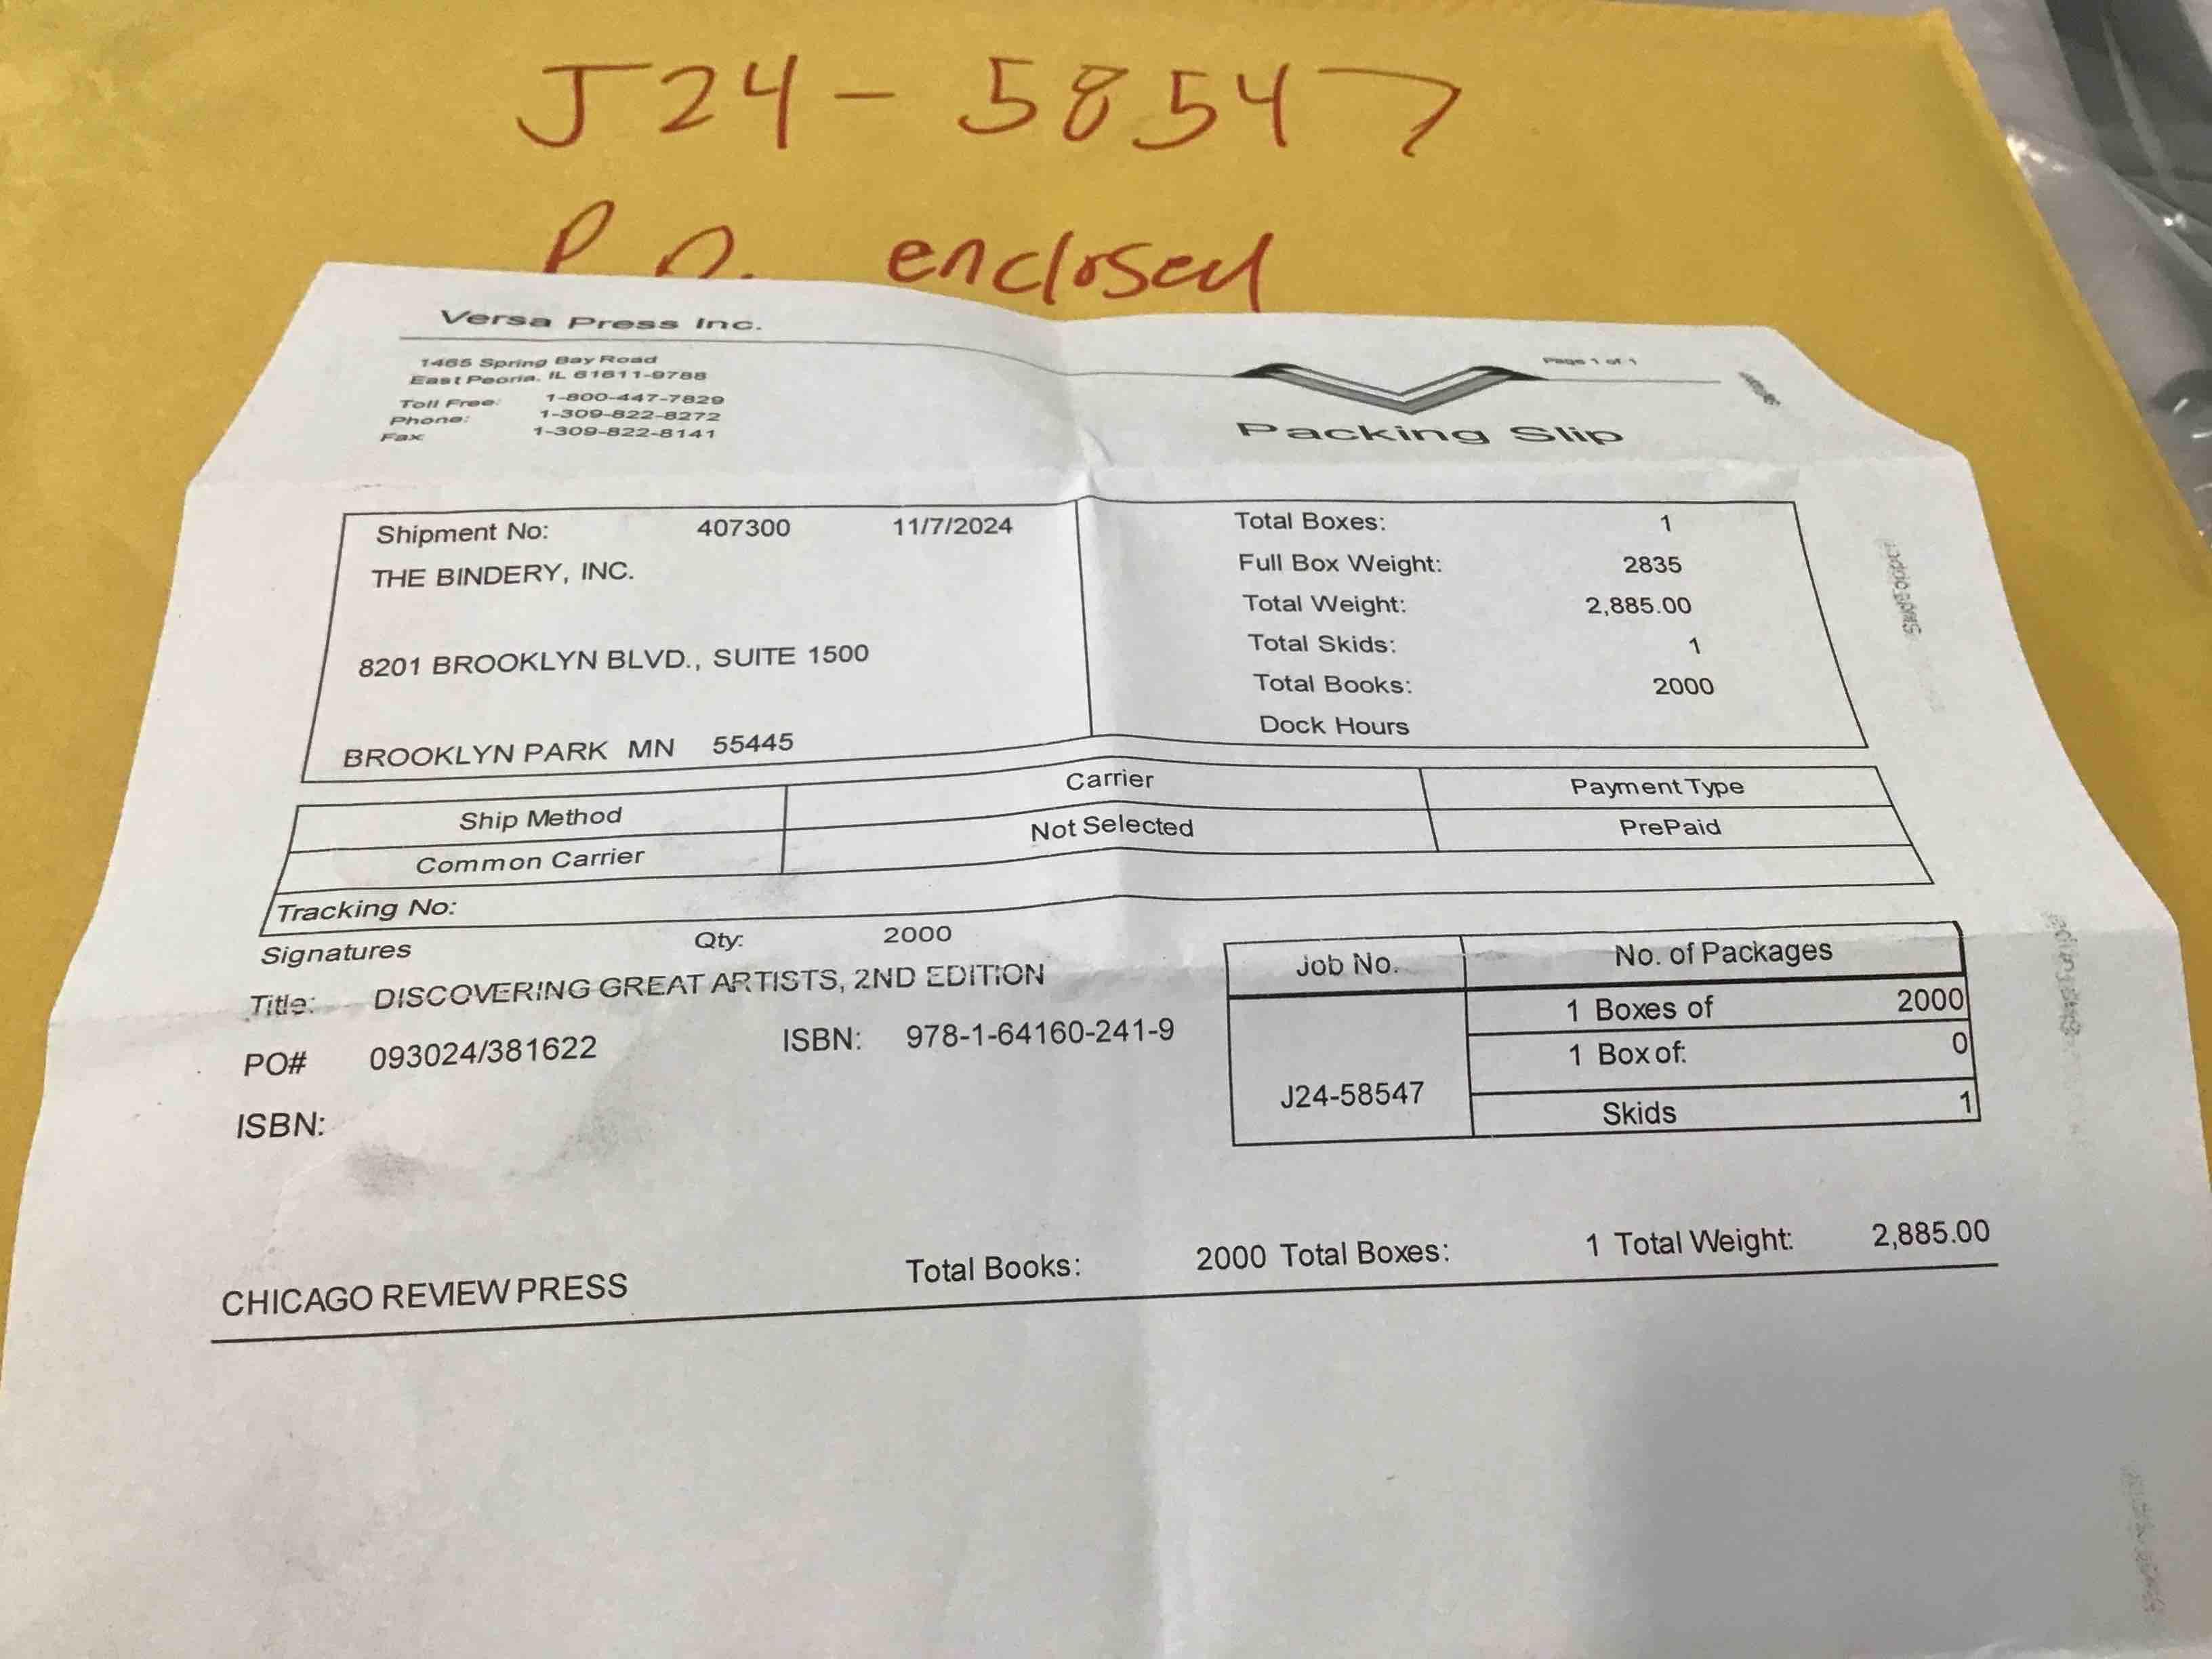 J24-58547
P.O. enclosed
Versa Press Inc.
1465 Spring Bay Road
East Peoria, IL 61611-9788
Toll Free: 1-800-447-7829
Phone: 1-309-822-8272
Fax: 1-309-822-8141
Page 1 of 1
Packing Slip
Shipment No: 407300 11/7/2024
THE BINDERY, INC.
8201 BROOKLYN BLVD., SUITE 1500
BROOKLYN PARK MN 55445
Total Boxes: 1
Full Box Weight: 2835
Total Weight: 2,885.00
Total Skids: 1
Total Books: 2000
Dock Hours
Ship Method Carrier Payment Type
Common Carrier Not Selected PrePaid
Tracking No:
Signatures Qty: 2000
Title: DISCOVERING GREAT ARTISTS, 2ND EDITION
PO# 093024/381622 ISBN: 978-1-64160-241-9
ISBN:
Job No. No. of Packages
J24-58547
1 Boxes of 2000
1 Box of: 0
Skids 1
CHICAGO REVIEW PRESS Total Books: 2000 Total Boxes: 1 Total Weight: 2,885.00